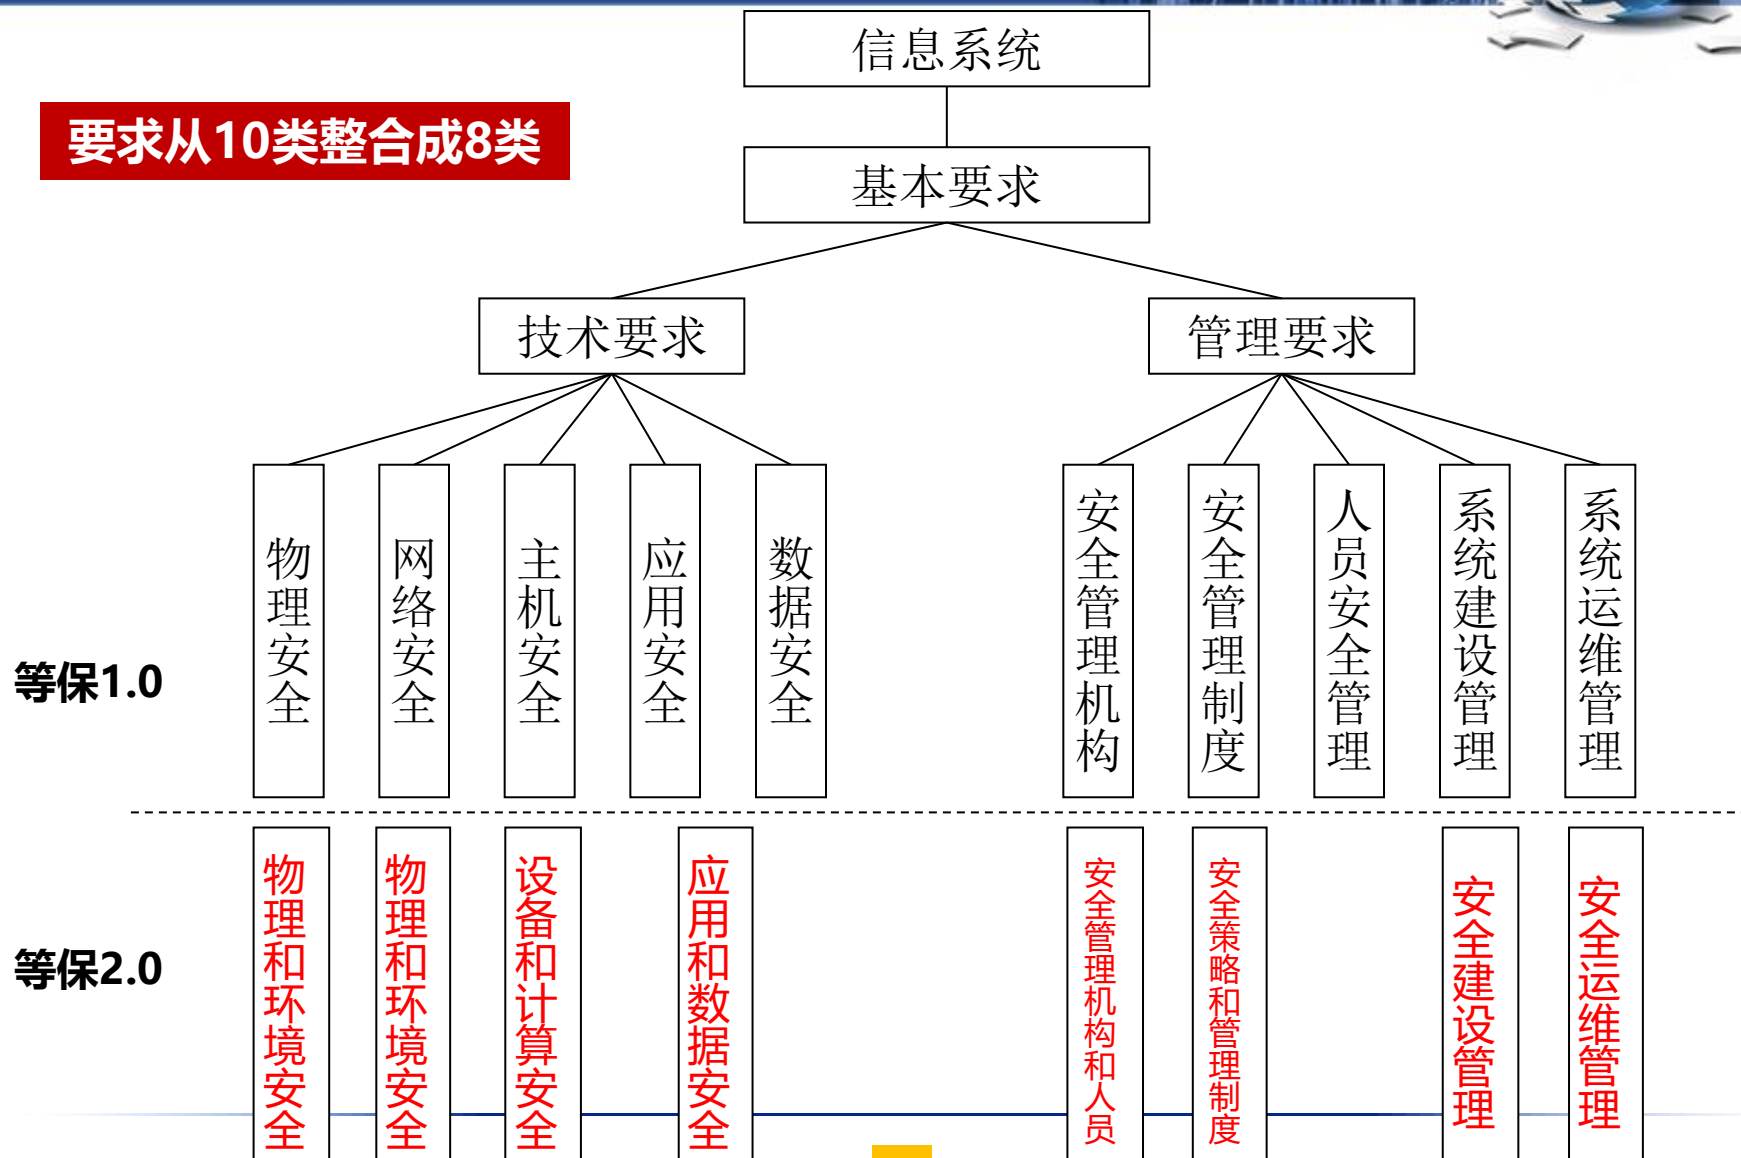 信息系统
要求从10类整合成8类
基本要求
技术要求
管理要求
物理安全
网络安全
主机安全
应用安全
数据安全
安全管理机构
安全管理制度
人员安全管理
系统建设管理
系统运维管理
等保1.0
物理和环境安全
物理和环境安全
设备和计算安全
应用和数据安全
安全管理机构和人员
安全策略和管理制度
安全建设管理
安全运维管理
等保2.0